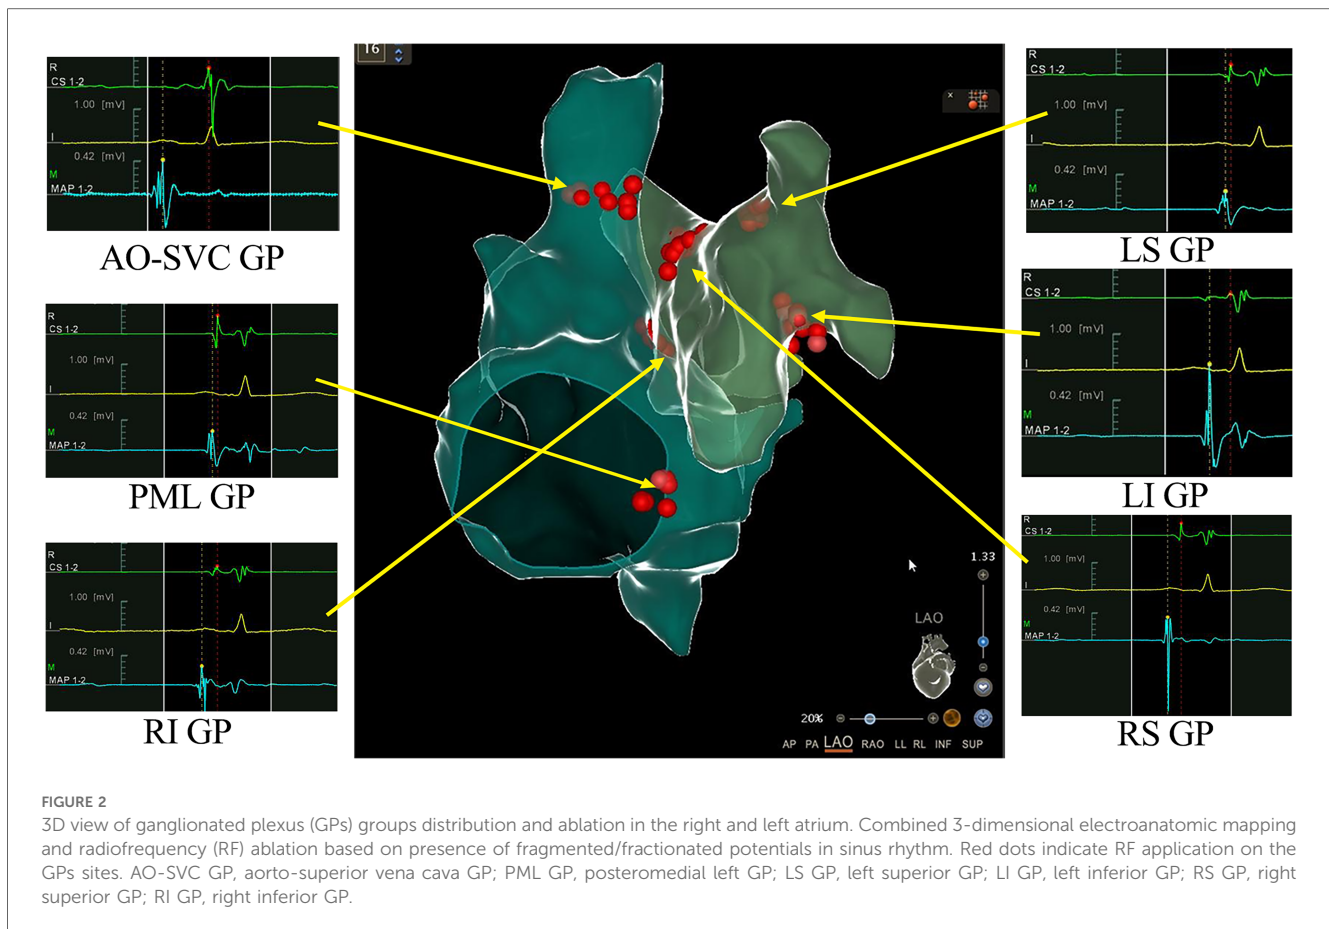 R
CS 1-2
1.00 [mV]
I
0.42 [mV]
M
MAP 1-2
AO-SVC GP
R
CS 1-2
1.00 [mV]
I
0.42 [mV]
M
MAP 1-2
PML GP
R
CS 1-2
1.00 [mV]
I
0.42 [mV]
M
MAP 1-2
RI GP
16
x
1.33
LAO
20%
AP PA LAO RAO LL RL INF SUP
R
CS 1-2
1.00 [mV]
I
0.42 [mV]
M
MAP 1-2
LS GP
R
CS 1-2
1.00 [mV]
I
0.42 [mV]
M
MAP 1-2
LI GP
R
CS 1-2
1.00 [mV]
I
0.42 [mV]
M
MAP 1-2
RS GP
FIGURE 2
3D view of ganglionated plexus (GPs) groups distribution and ablation in the right and left atrium. Combined 3-dimensional electroanatomic mapping
and radiofrequency (RF) ablation based on presence of fragmented/fractionated potentials in sinus rhythm. Red dots indicate RF application on the
GPs sites. AO-SVC GP, aorto-superior vena cava GP; PML GP, posteromedial left GP; LS GP, left superior GP; LI GP, left inferior GP; RS GP, right
superior GP; RI GP, right inferior GP.